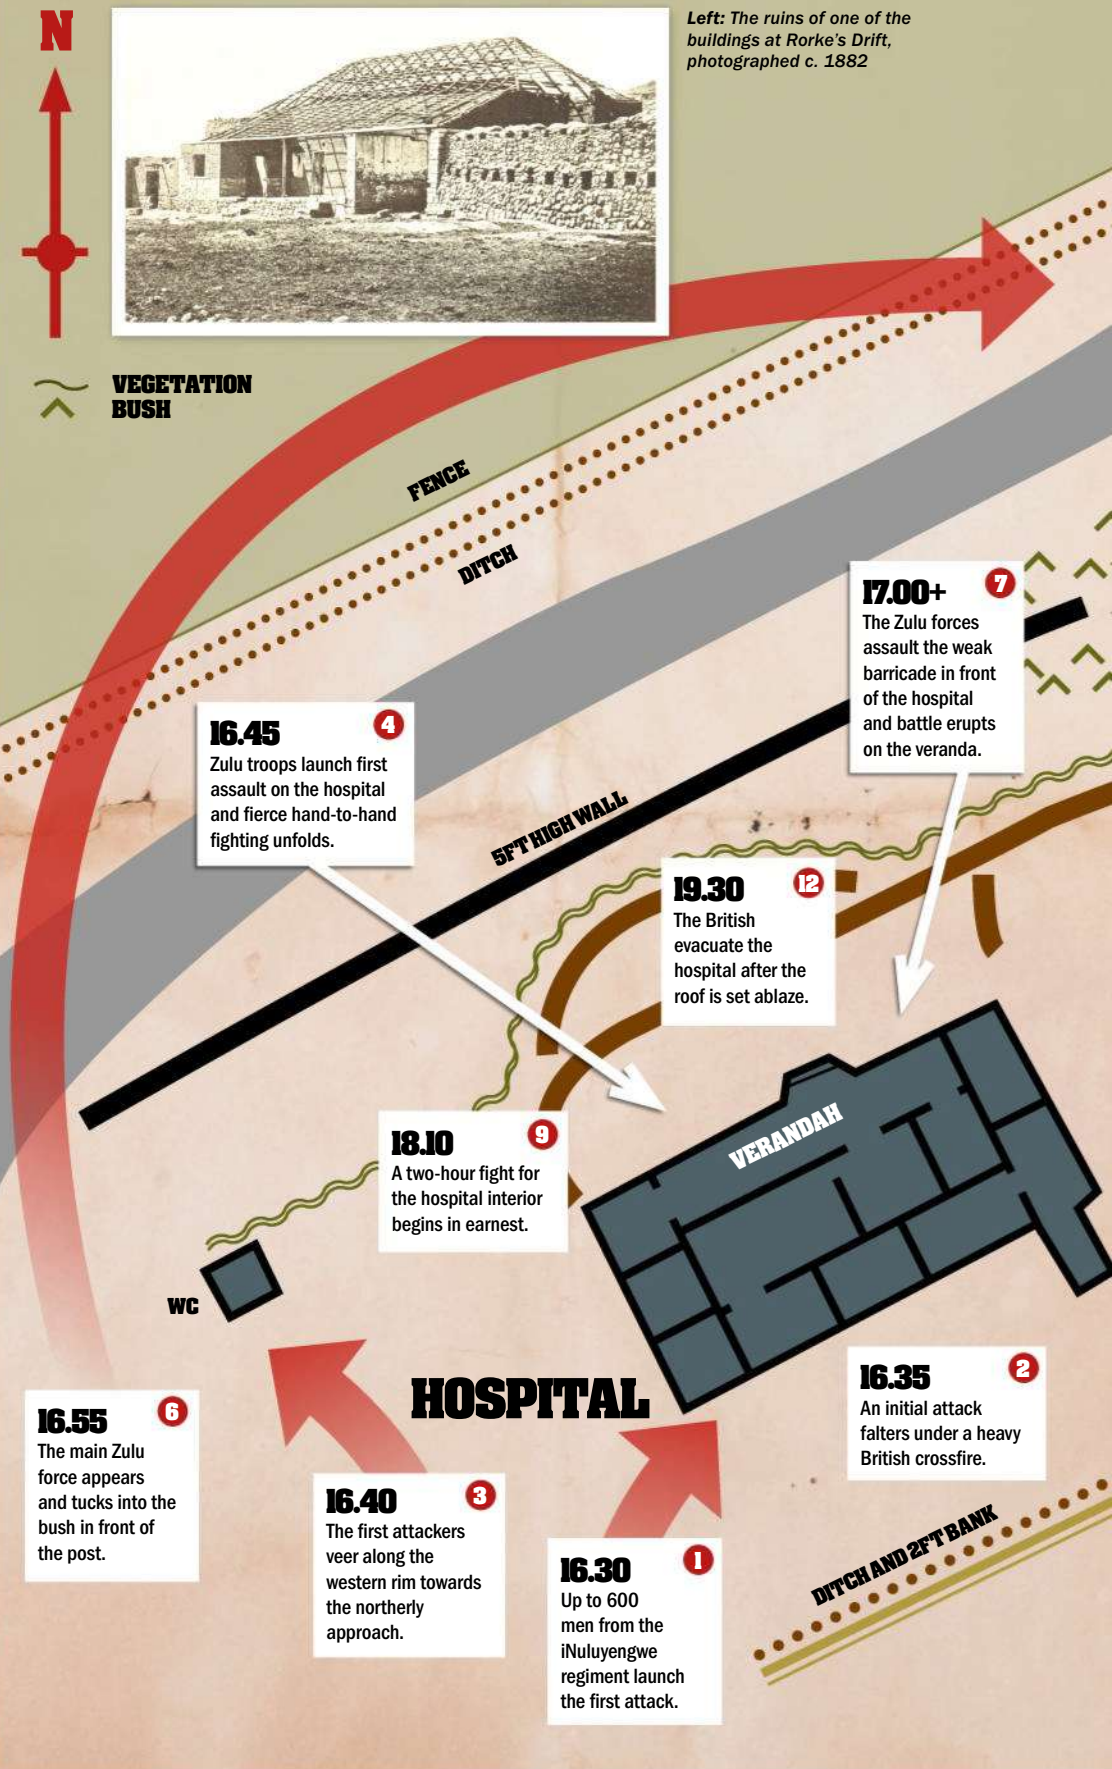 N
Left: The ruins of one of the
buildings at Rorke's Drift,
photographed c. 1882
VEGETATION
BUSH
FENCE
DITCH
17.00+
7
The Zulu forces
assault the weak
barricade in front
of the hospital
and battle erupts
on the veranda.
16.45
4
Zulu troops launch first
assault on the hospital
and fierce hand-to-hand
fighting unfolds.
5FT HIGH WALL
19.30
12
The British
evacuate the
hospital after the
roof is set ablaze.
18.10
9
A two-hour fight for
the hospital interior
begins in earnest.
VERANDAH
WC
HOSPITAL
16.35
2
An initial attack
falters under a heavy
British crossfire.
16.55
6
The main Zulu
force appears
and tucks into the
bush in front of
the post.
16.40
3
The first attackers
veer along the
western rim towards
the northerly
approach.
16.30
1
Up to 600
men from the
iNuluyengwe
regiment launch
the first attack.
DITCH AND 2FT BANK